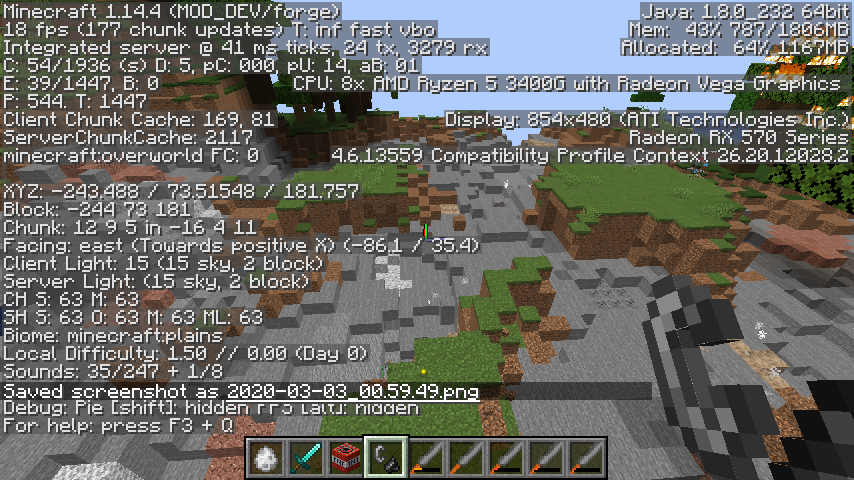 Minecraft 1.14.4 (MOD_DEV/forge)
18 fps (177 chunk updates) T: inf fast vbo
Integrated server @ 41 ms ticks, 24 tx, 3279 rx
C: 54/1936 (s) D: 5, pC: 000, pU: 14, aB: 01
E: 39/1447, B: 0
P: 544. T: 1447
Client Chunk Cache: 169, 81
ServerChunkCache: 2117
minecraft:overworld FC: 0
XYZ: -243.488 / 73.51548 / 181.757
Block: -244 73 181
Chunk: 12 9 5 in -16 4 11
Facing: east (Towards positive X) (-86.1 / 35.4)
Client Light: 15 (15 sky, 2 block)
Server Light: (15 sky, 2 block)
CH S: 63 M: 63
SH S: 63 O: 63 M: 63 ML: 63
Biome: minecraft:plains
Local Difficulty: 1.50 // 0.00 (Day 0)
Sounds: 35/247 + 1/8
Saved screenshot as 2020-03-03_00.59.49.png
Debug: Pie [shift]: hidden FPS [alt]: hidden
For help: press F3 + Q
Java: 1.8.0_232 64bit
Mem: 43% 787/1806MB
Allocated: 64% 1167MB
CPU: 8x AMD Ryzen 5 3400G with Radeon Vega Graphics
Display: 854x480 (ATI Technologies Inc.)
Radeon RX 570 Series
4.6.13559 Compatibility Profile Context 26.20.12028.2